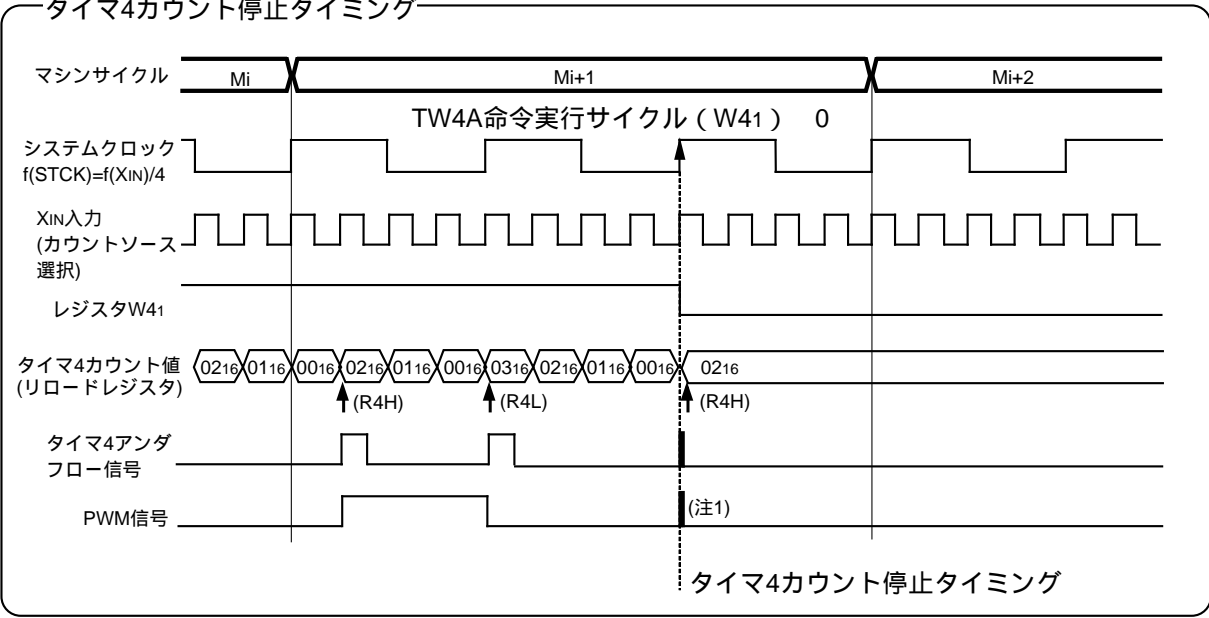 タイマ4カウント停止タイミング
マシンサイクル Mi Mi+1 Mi+2
TW4A命令実行サイクル(W41) 0
システムクロック
f(STCK)=f(XIN)/4
XIN入力
(カウントソース
選択)
レジスタW41
タイマ4カウント値
(リロードレジスタ)
0216 0116 0016 0216 0116 0016 0316 0216 0116 0016 0216
(R4H) (R4L) (R4H)
タイマ4アンダ
フロー信号
PWM信号
(注1)
タイマ4カウント停止タイミング